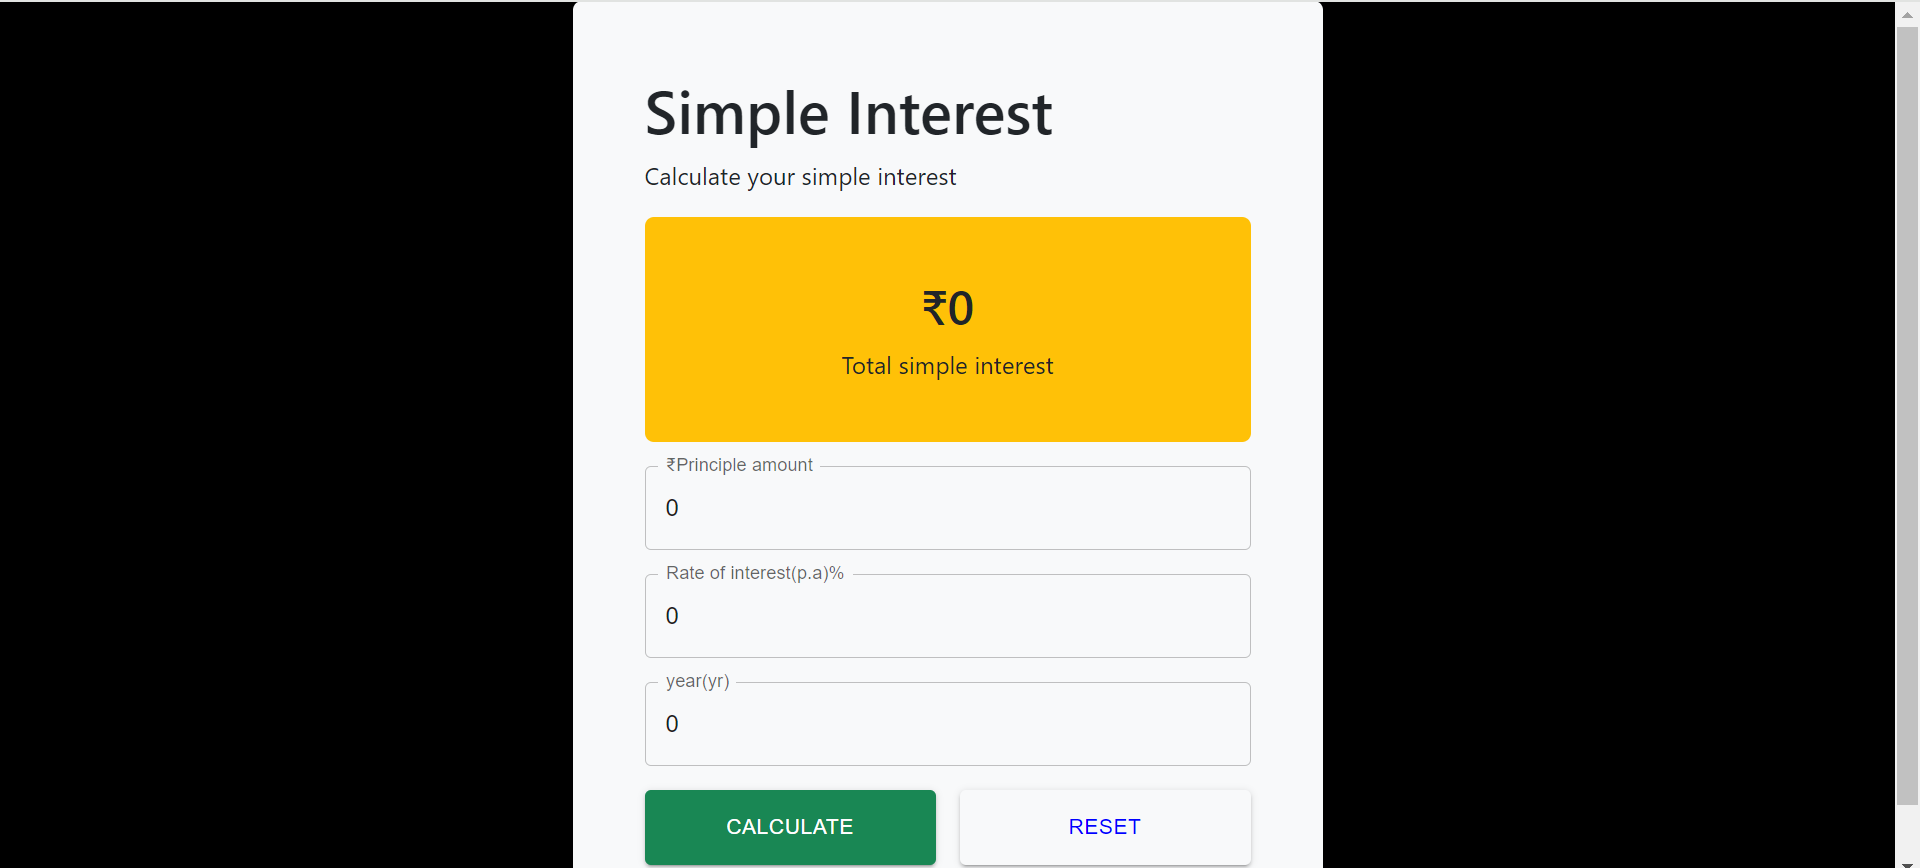 Simple Interest
Calculate your simple interest
₹0
Total simple interest
₹Principle amount
0
Rate of interest(p.a)%
0
year(yr)
0
CALCULATE
RESET